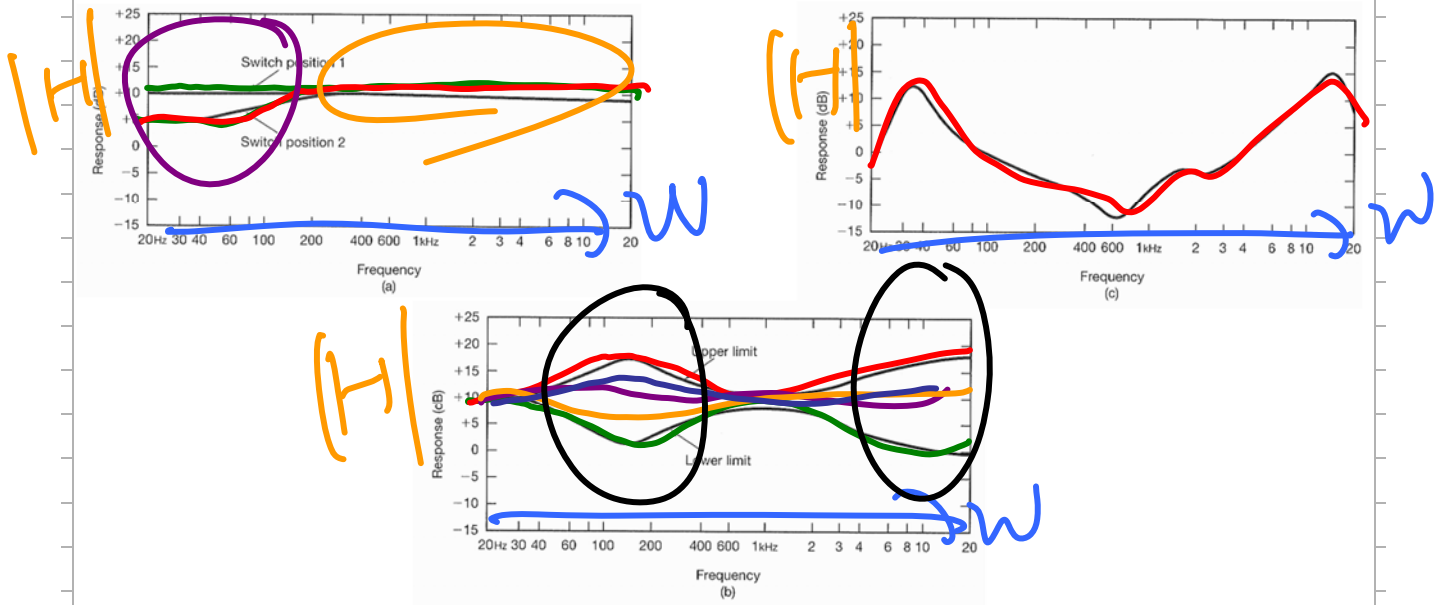 +25
+20
+15
+10
+5
0
−5
−10
−15
Response (dB)
Switch position 1
Switch position 2
20Hz 30 40 60 100 200 400 600 1kHz 2 3 4 6 8 10 20
Frequency
(a)
|H|
W
+25
+20
+15
+10
+5
0
−5
−10
−15
Response (dB)
20Hz 30 40 60 100 200 400 600 1kHz 2 3 4 6 8 10 20
Frequency
(c)
|H|
W
+25
+20
+15
+10
+5
0
−5
−10
−15
Response (dB)
Upper limit
Lower limit
20Hz 30 40 60 100 200 400 600 1kHz 2 3 4 6 8 10 20
Frequency
(b)
|H|
W